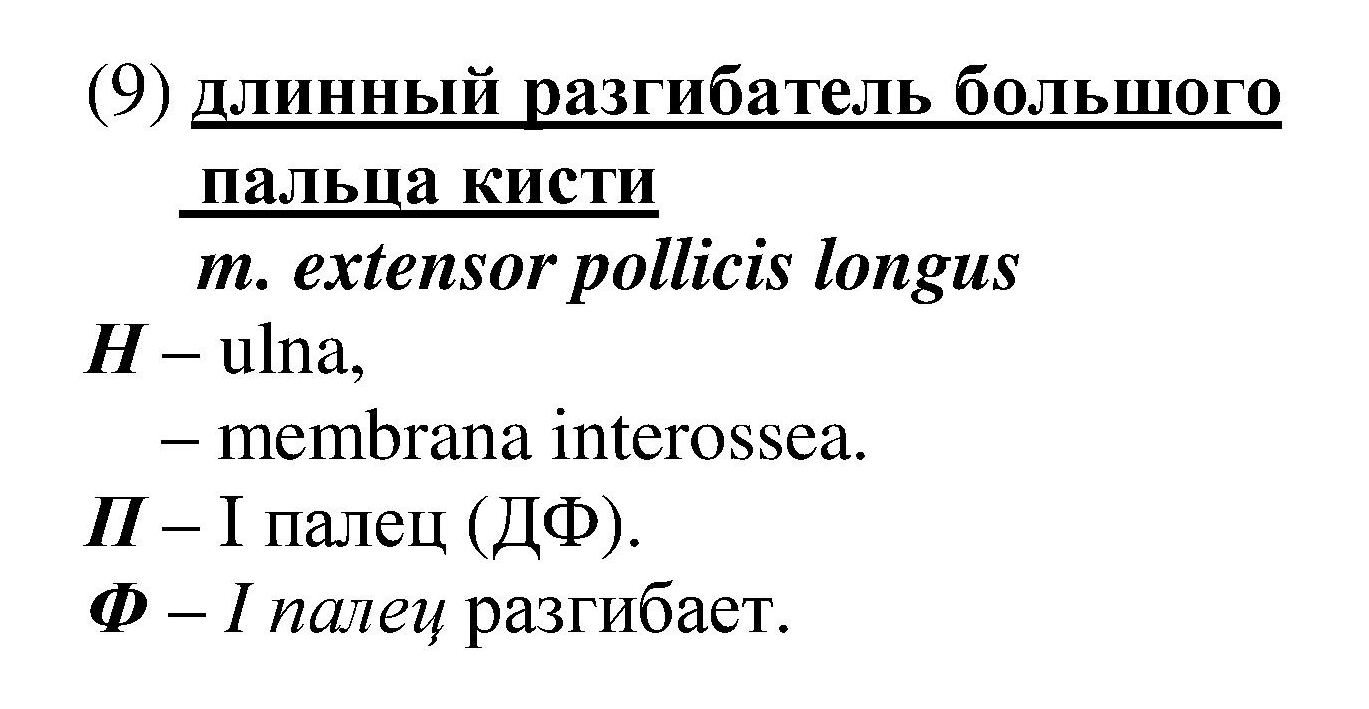 (9) длинный разгибатель большого
пальца кисти
m. extensor pollicis longus
Н – ulna,
– membrana interossea.
П – I палец (ДФ).
Ф – I палец разгибает.